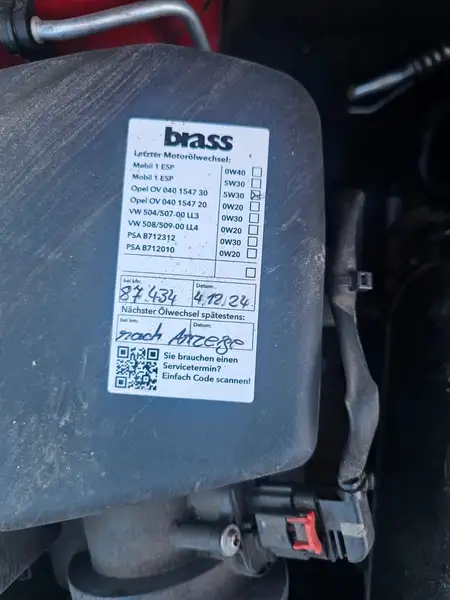 brass
Letzter Motorölwechsel:
Mobil 1 ESP 0W40
Mobil 1 ESP 5W30
Opel OV 040 1547 30 5W30
Opel OV 040 1547 20 0W20
VW 504/507-00 LL3 0W30
VW 508/509-00 LL4 0W20
PSA B712312 0W30
PSA B712010 0W20
bei km: Datum:
87.434 4.12.24
Nächster Ölwechsel spätestens:
bei km: Datum:
nach Anzeige
Sie brauchen einen
Servicetermin?
Einfach Code scannen!